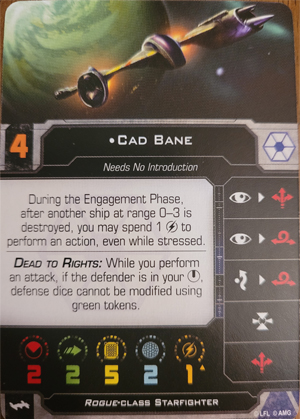 4
•Cad Bane
Needs No Introduction
During the Engagement Phase,
after another ship at range 0–3 is
destroyed, you may spend 1 to
perform an action, even while stressed.
Dead to Rights: While you perform
an attack, if the defender is in your ,
defense dice cannot be modified using
green tokens.
2 2 5 2 1
Rogue-class Starfighter
©LFL ©AMG